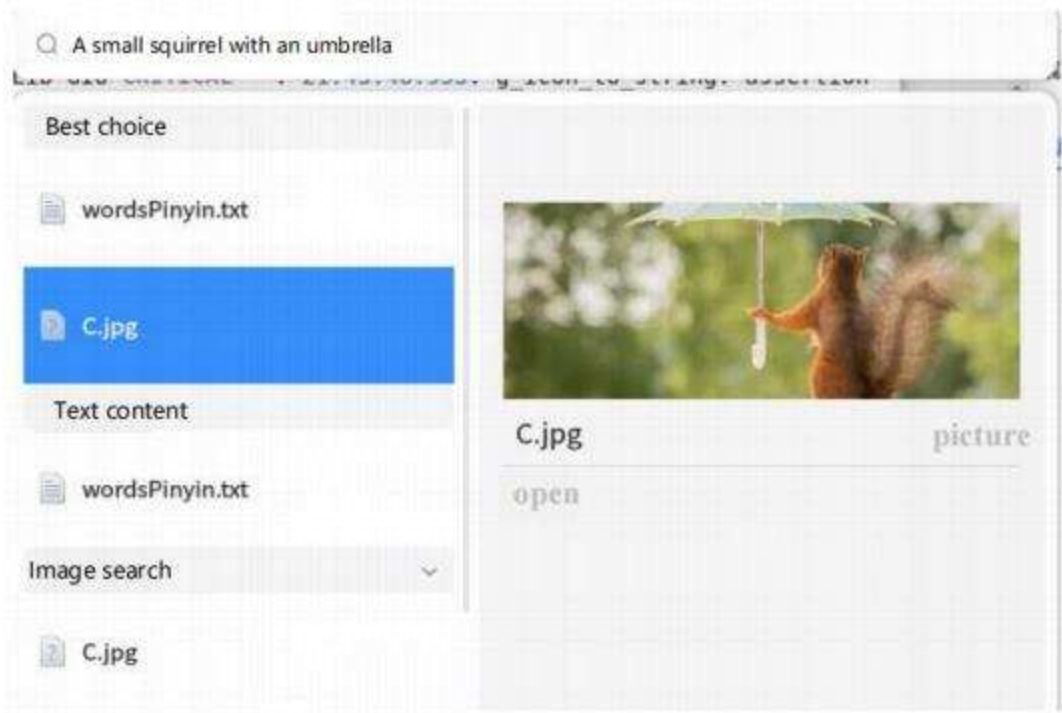 A small squirrel with an umbrella
assertion
Best choice
wordsPinyin.txt
C.jpg
Text content
wordsPinyin.txt
Image search
C.jpg
C.jpg picture
open